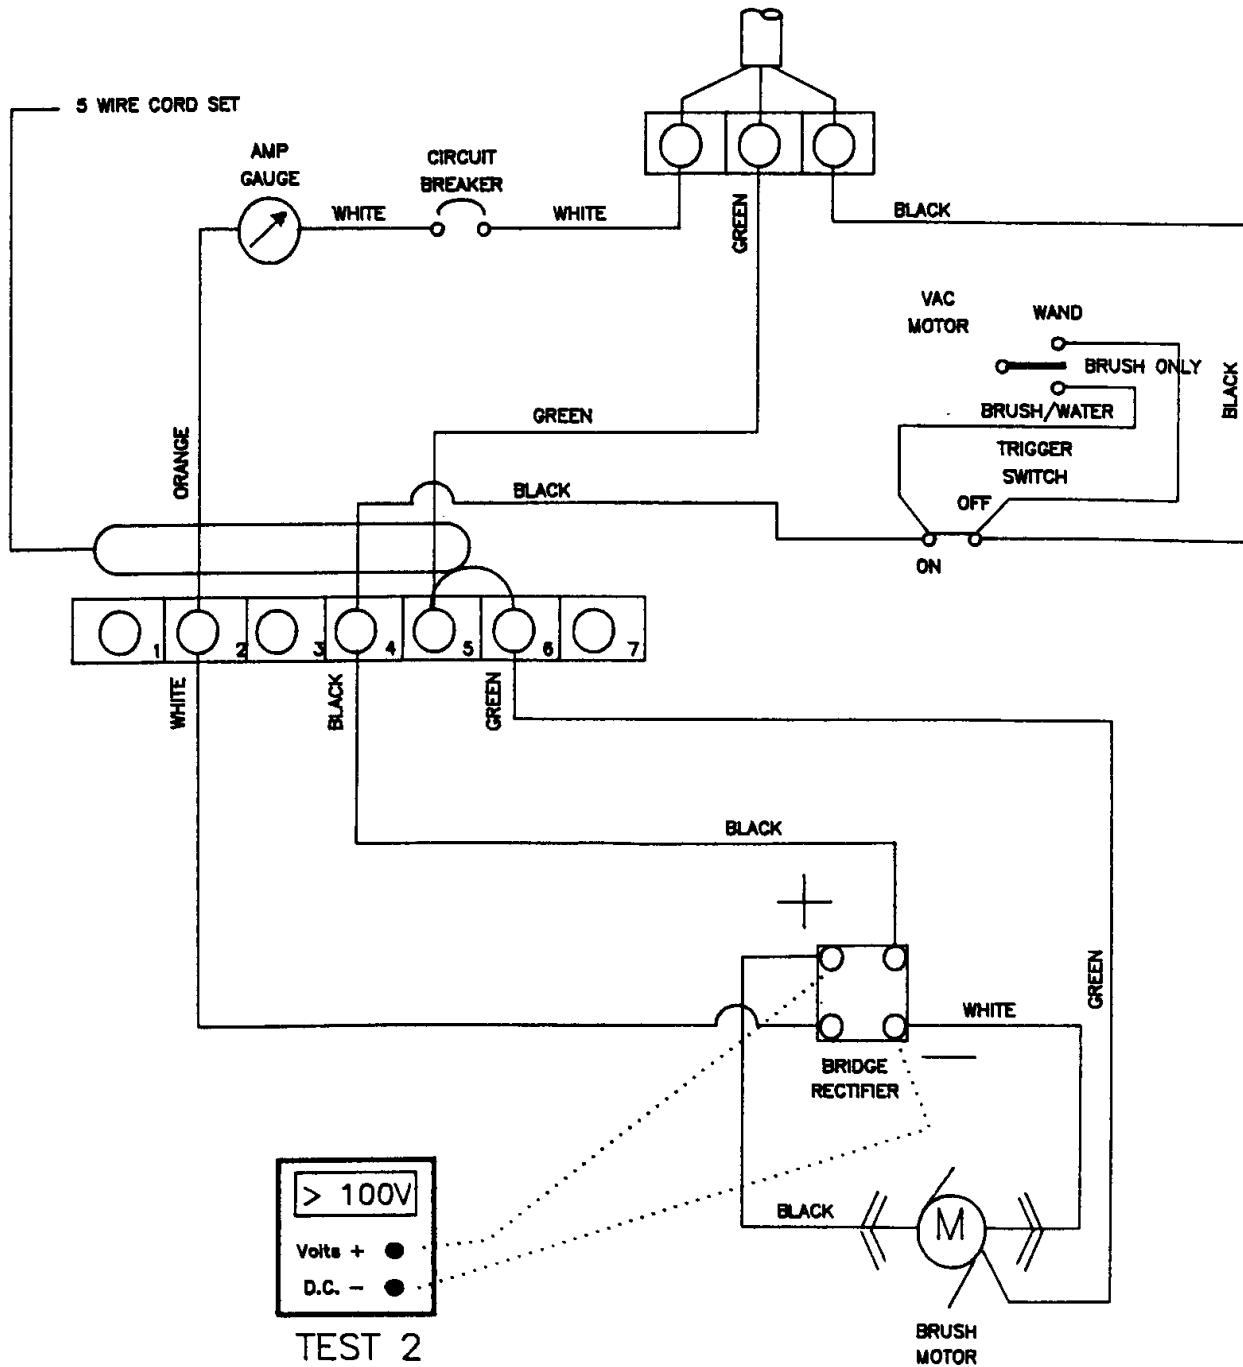 5 WIRE CORD SET
AMP
GAUGE
CIRCUIT
BREAKER
WHITE
WHITE
GREEN
BLACK
VAC
MOTOR
WAND
BRUSH ONLY
BRUSH/WATER
BLACK
TRIGGER
SWITCH
OFF
ON
GREEN
ORANGE
BLACK
1
2
3
4
5
6
7
WHITE
BLACK
GREEN
BLACK
+
GREEN
WHITE
—
BRIDGE
RECTIFIER
> 100V
Volts +
D.C. –
TEST 2
BLACK
M
BRUSH
MOTOR